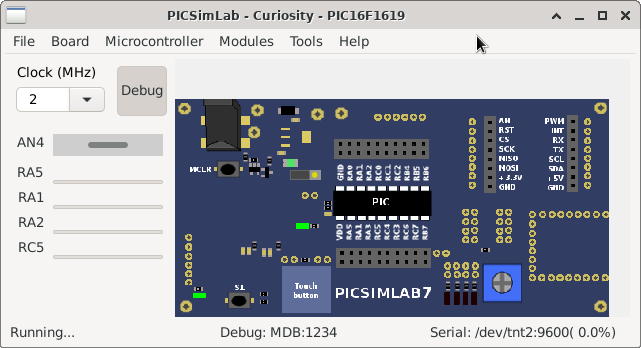 PICSimLab - Curiosity - PIC16F1619
File Board Microcontroller Modules Tools Help
Clock (MHz)
2
Debug
AN4
RA5
RA1
RA2
RC5
MCLR
GND RA0 RA1 RA2 RC0 RC1 RC2 RB4 RB5 RB6
PIC
VDD RA5 RA4 RA3 RC5 RC4 RC3 RC6 RC7 RB7
AN
RST
CS
SCK
MISO
MOSI
+3.3V
GND
PWM
INT
RX
TX
SCL
SDA
+5V
GND
S1
Touch
button
PICSIMLAB7
Running...
Debug: MDB:1234
Serial: /dev/tnt2:9600( 0.0%)